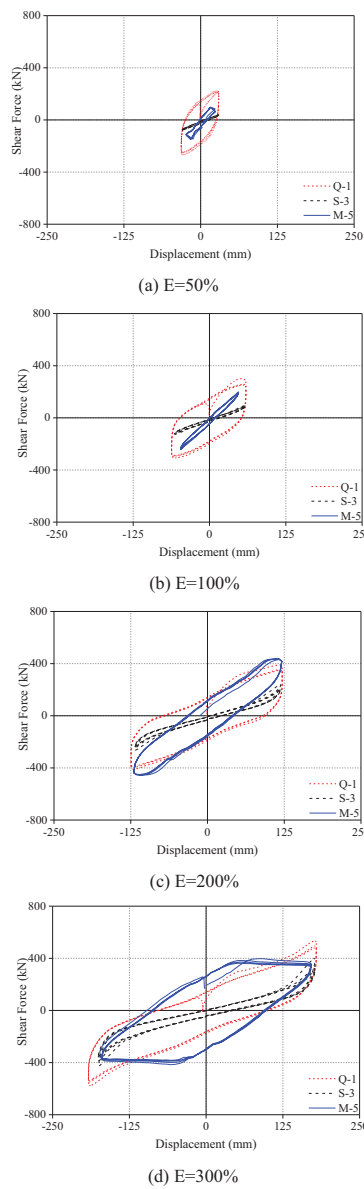 800
400
0
-400
-800
-250
-125
0
125
250
Shear Force (kN)
Displacement (mm)
Q-1
S-3
M-5
(a) E=50%
800
400
0
-400
-800
-250
-125
0
125
25
Shear Force (kN)
Displacement (mm)
Q-1
S-3
M-5
(b) E=100%
800
400
0
-400
-800
-250
-125
0
125
250
Shear Force (kN)
Displacement (mm)
Q-1
S-3
M-5
(c) E=200%
800
400
0
-400
-800
-250
-125
0
125
250
Shear Force (kN)
Displacement (mm)
Q-1
S-3
M-5
(d) E=300%